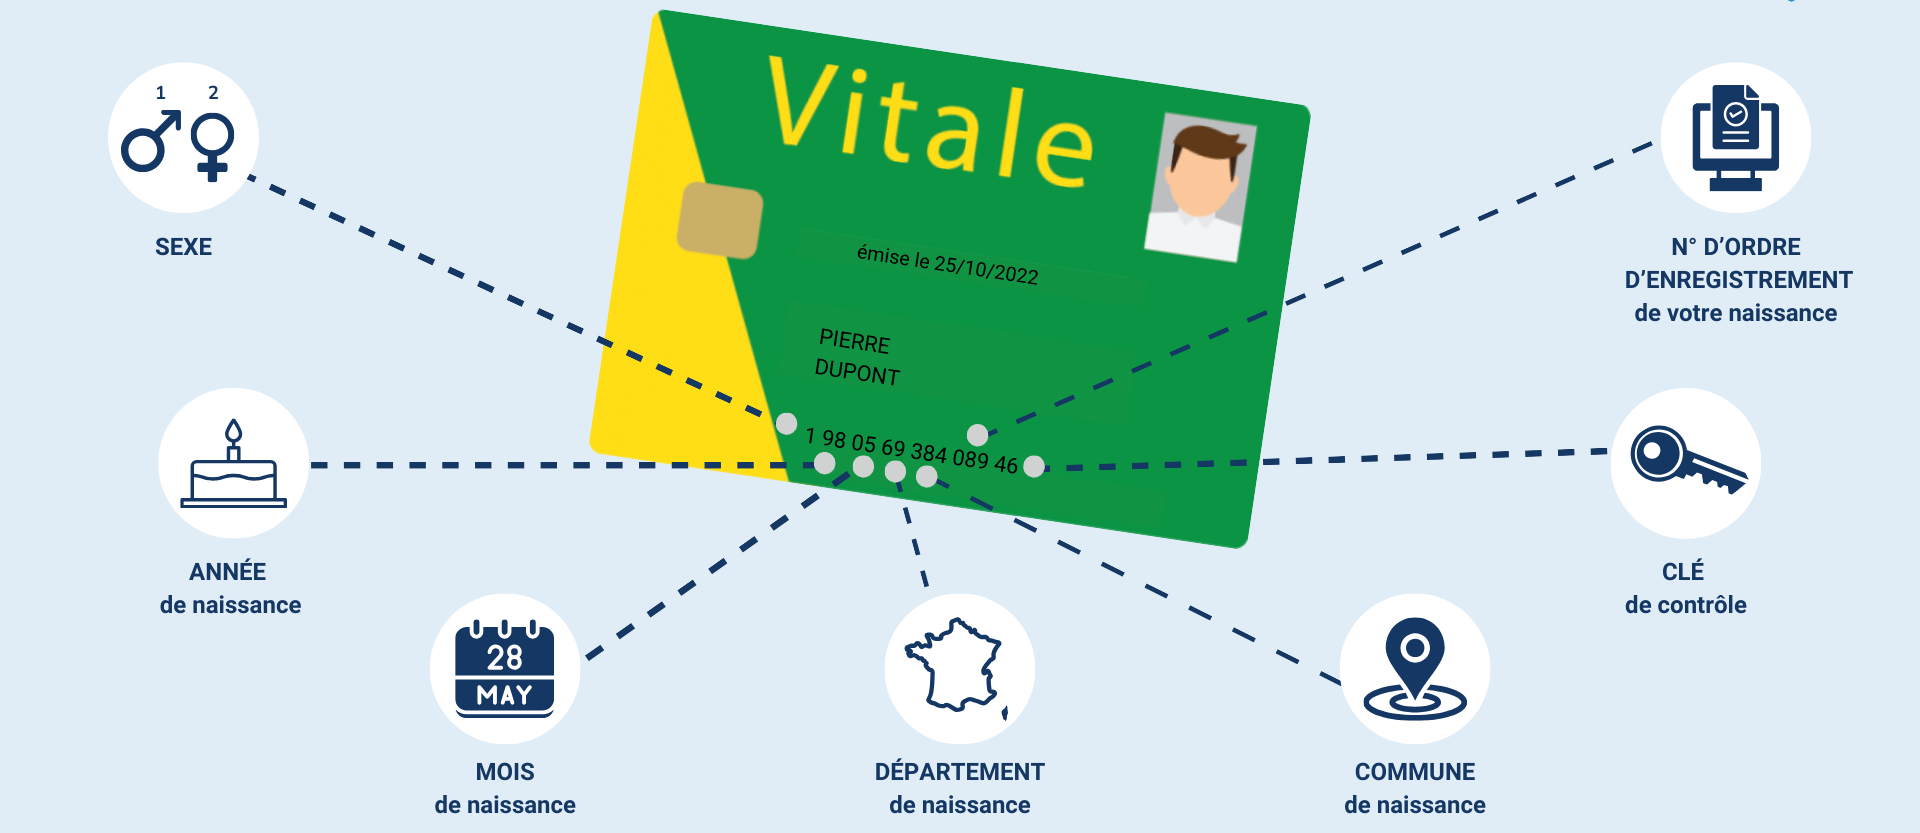 Vitale
émise le 25/10/2022
PIERRE
DUPONT
1 98 05 69 384 089 46
1 2
SEXE
ANNÉE
de naissance
28
MAY
MOIS
de naissance
DÉPARTEMENT
de naissance
COMMUNE
de naissance
CLÉ
de contrôle
N° D’ORDRE
D’ENREGISTREMENT
de votre naissance